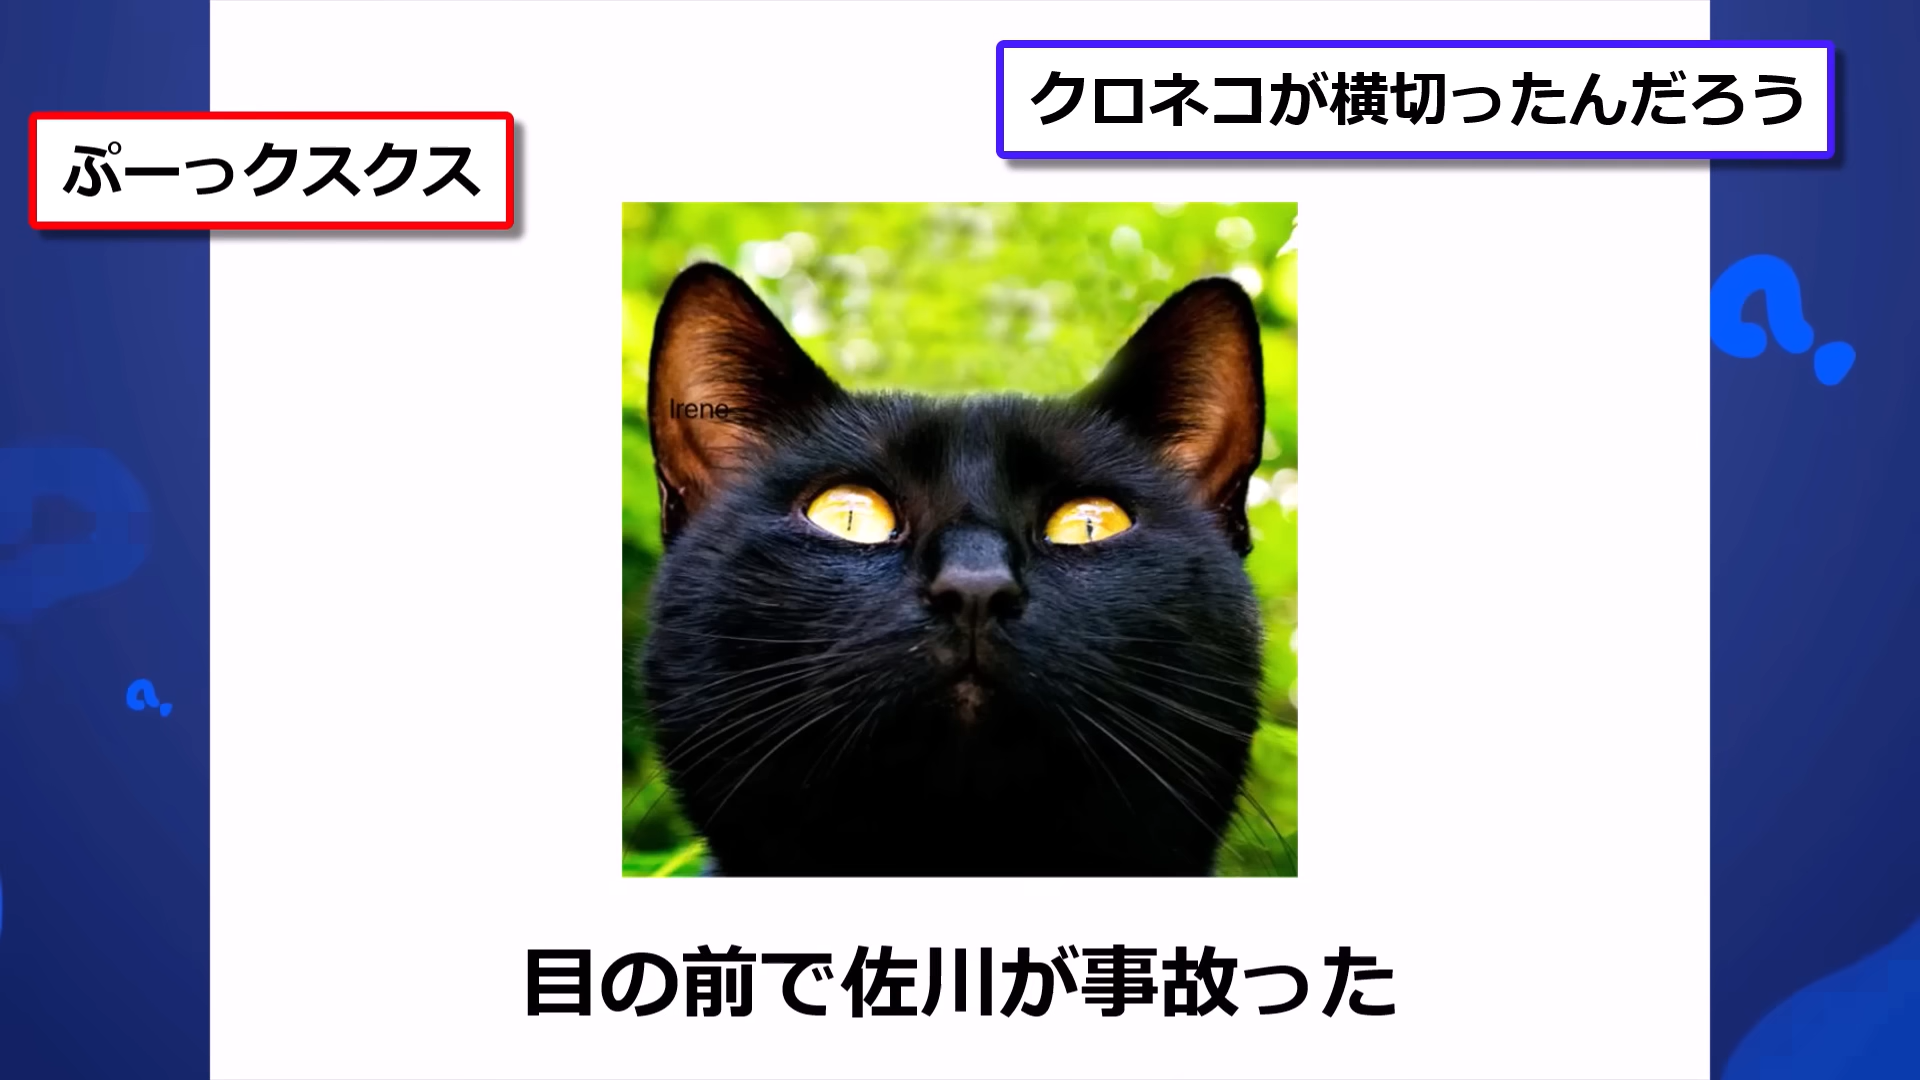 クロネコが横切ったんだろう
ぷーっクスクス
Irene
目の前で佐川が事故った